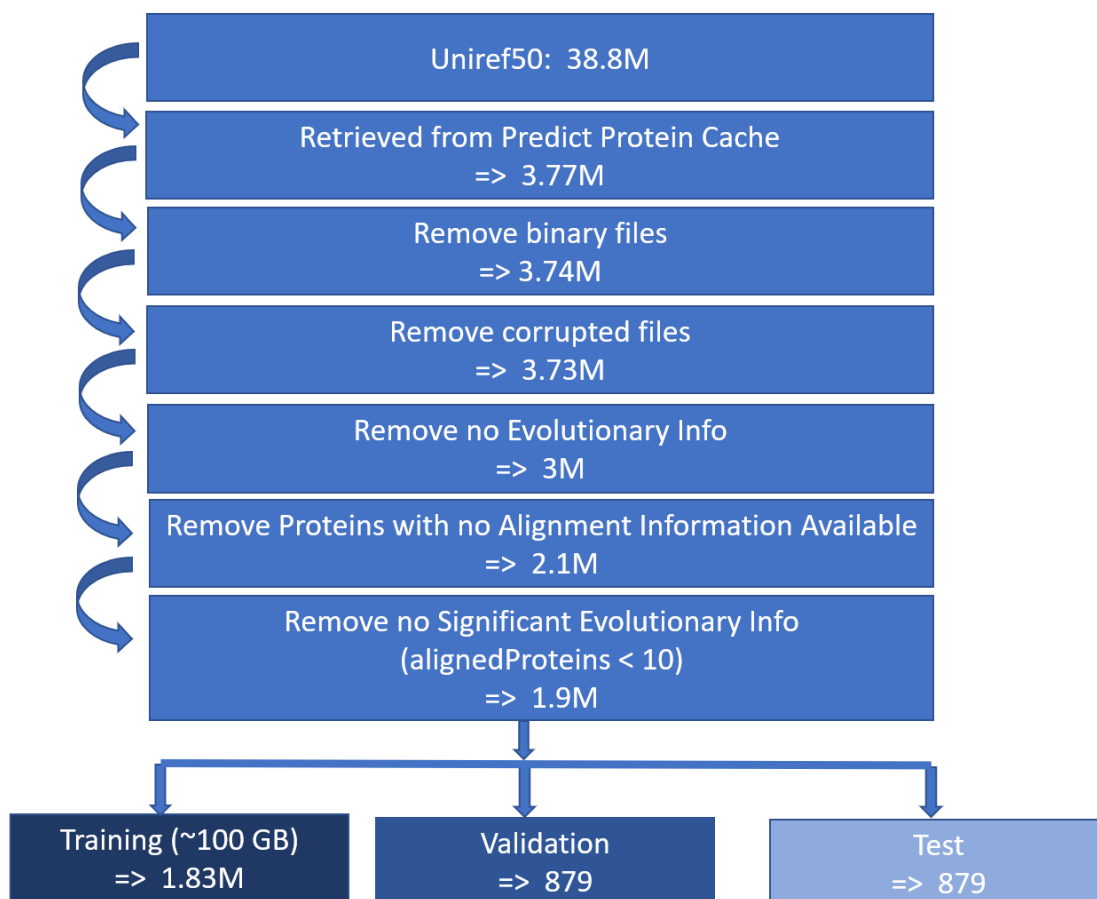 Uniref50: 38.8M
Retrieved from Predict Protein Cache
=> 3.77M
Remove binary files
=> 3.74M
Remove corrupted files
=> 3.73M
Remove no Evolutionary Info
=> 3M
Remove Proteins with no Alignment Information Available
=> 2.1M
Remove no Significant Evolutionary Info
(alignedProteins < 10)
=> 1.9M
Training (~100 GB)
=> 1.83M
Validation
=> 879
Test
=> 879